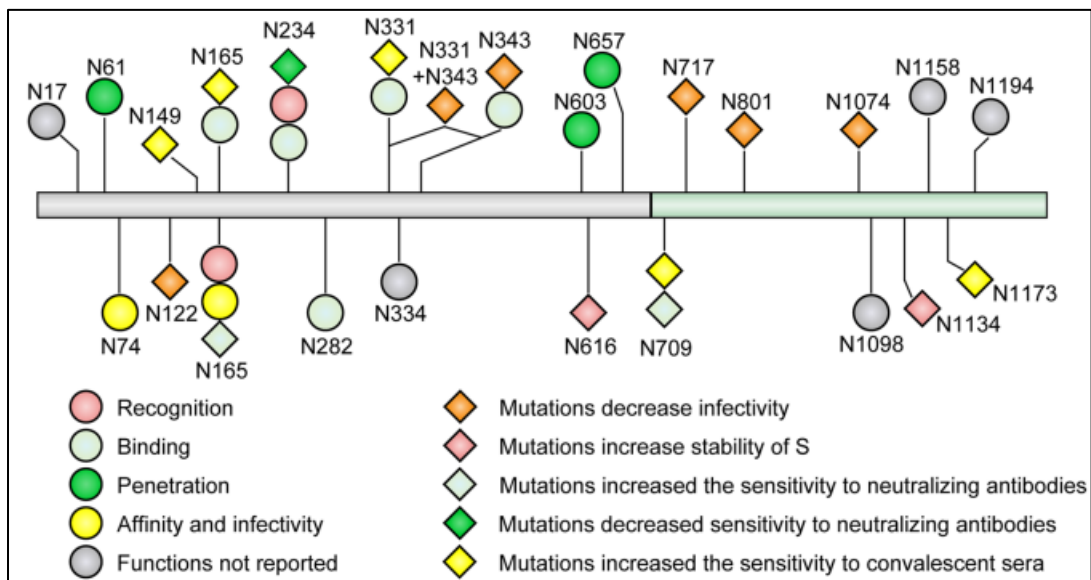 N17
N61
N149
N165
N234
N331
N331
+N343
N343
N657
N603
N717
N801
N1074
N1158
N1194
N74
N122
N165
N282
N334
N616
N709
N1098
N1134
N1173
Recognition
Binding
Penetration
Affinity and infectivity
Functions not reported
Mutations decrease infectivity
Mutations increase stability of S
Mutations increased the sensitivity to neutralizing antibodies
Mutations decreased sensitivity to neutralizing antibodies
Mutations increased the sensitivity to convalescent sera